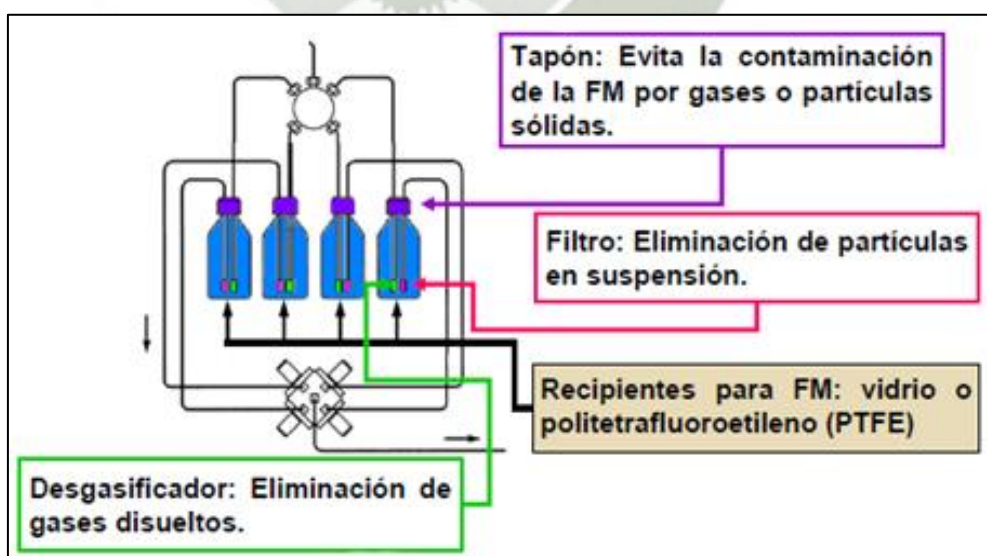 Tapón: Evita la contaminación
de la FM por gases o partículas
sólidas.
Filtro: Eliminación de partículas
en suspensión.
Recipientes para FM: vidrio o
politetrafluoroetileno (PTFE)
Desgasificador: Eliminación de
gases disueltos.